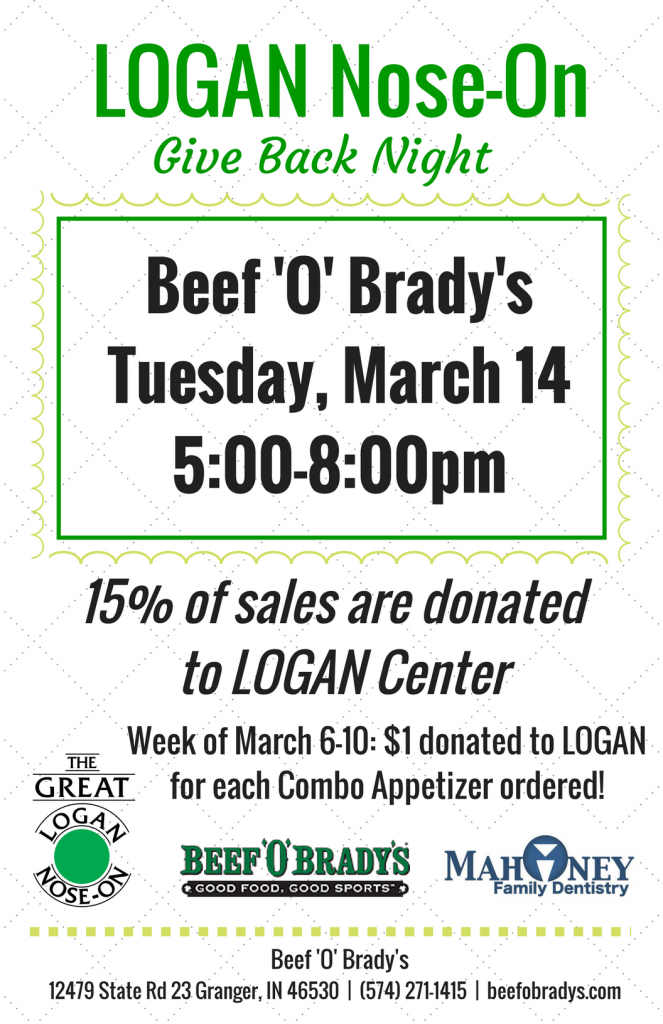 LOGAN Nose-On
Give Back Night
Beef 'O' Brady's
Tuesday, March 14
5:00-8:00pm
15% of sales are donated
to LOGAN Center
Week of March 6-10: $1 donated to LOGAN
for each Combo Appetizer ordered!
THE
GREAT
LOGAN
NOSE-ON
BEEF 'O' BRADY'S
GOOD FOOD. GOOD SPORTS™
MAHONEY
Family Dentistry
Beef 'O' Brady's
12479 State Rd 23 Granger, IN 46530 | (574) 271-1415 | beefobradys.com